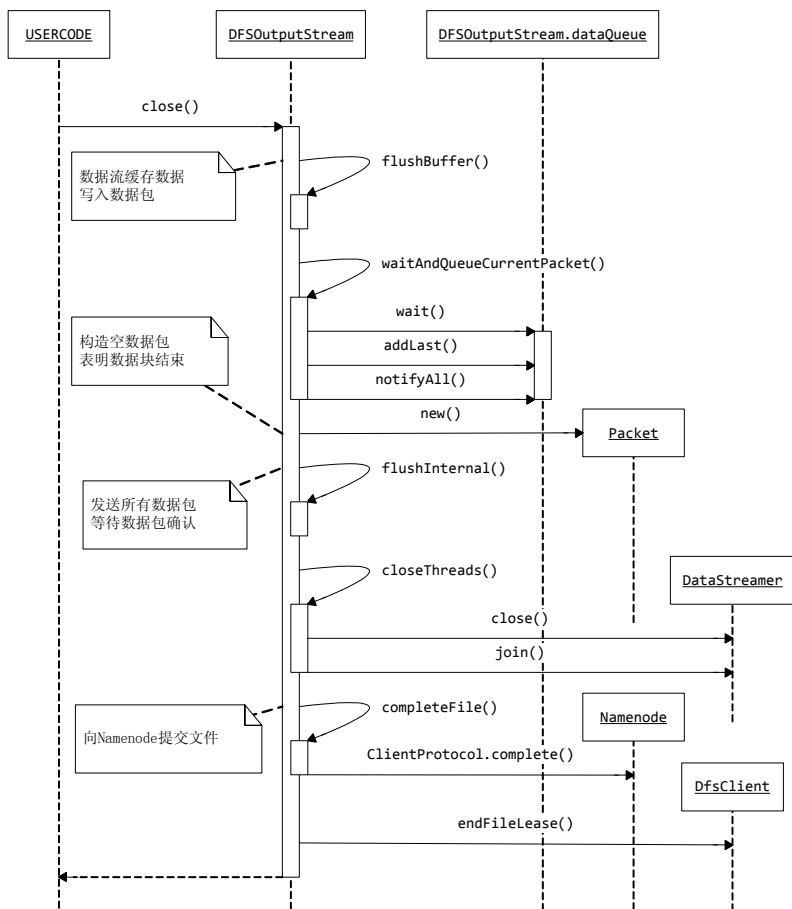 USERCODE
DFSOutputStream
DFSOutputStream.dataQueue
close()
数据流缓存数据
写入数据包
flushBuffer()
waitAndQueueCurrentPacket()
wait()
构造空数据包
表明数据块结束
addLast()
notifyAll()
new()
Packet
flushInternal()
发送所有数据包
等待数据包确认
closeThreads()
DataStreamer
close()
join()
completeFile()
Namenode
向Namenode提交文件
ClientProtocol.complete()
DfsClient
endFileLease()